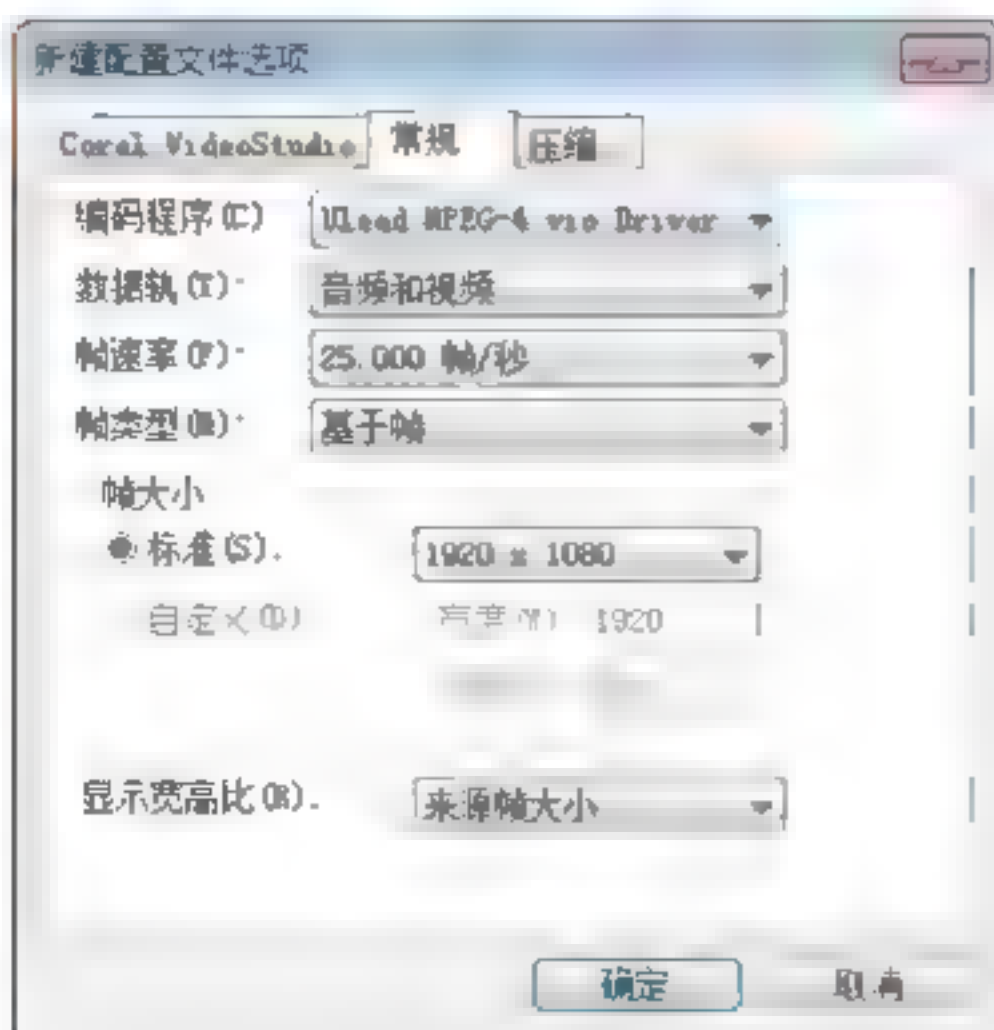 新建配置文件选项
Corel VideoStudio 常规 压缩
编码程序(C) Ulead MPEG-4 vio Driver
数据轨(T): 音频和视频
帧速率(F): 25.000 帧/秒
帧类型(M): 基于帧
帧大小
标准(S). 1920 x 1080
自定义(D) 1920
显示宽高比(R). 来源帧大小
确定 取消